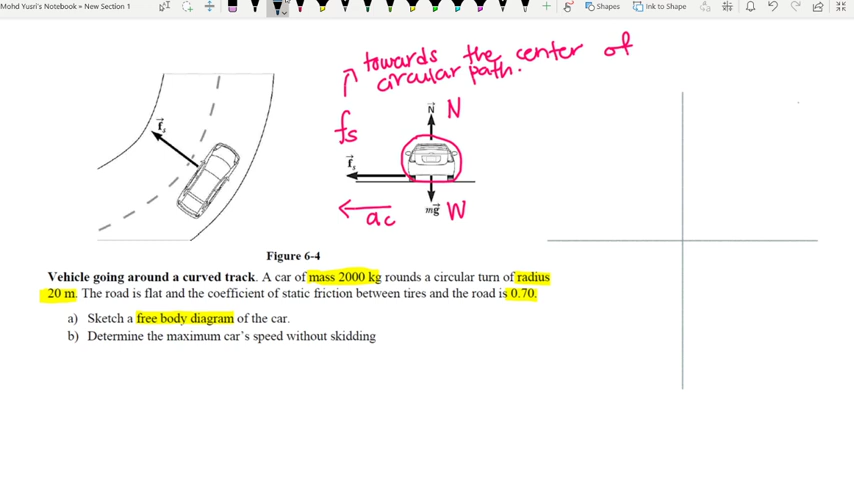 Mohd Yusri's Notebook » New Section 1
Shapes
Ink to Shape
towards the center of
circular path.
fs
N
N
fs
fs
ac
mg
W
Figure 6-4
Vehicle going around a curved track. A car of mass 2000 kg rounds a circular turn of radius
20 m. The road is flat and the coefficient of static friction between tires and the road is 0.70.
a) Sketch a free body diagram of the car.
b) Determine the maximum car's speed without skidding